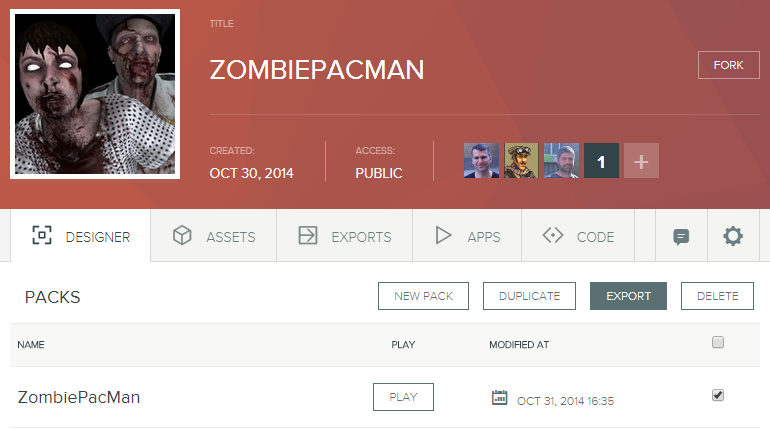 TITLE
ZOMBIEPACMAN
FORK
CREATED:
OCT 30, 2014
ACCESS:
PUBLIC
1
+
DESIGNER
ASSETS
EXPORTS
APPS
CODE
PACKS
NEW PACK
DUPLICATE
EXPORT
DELETE
NAME
PLAY
MODIFIED AT
ZombiePacMan
PLAY
OCT 31, 2014 16:35